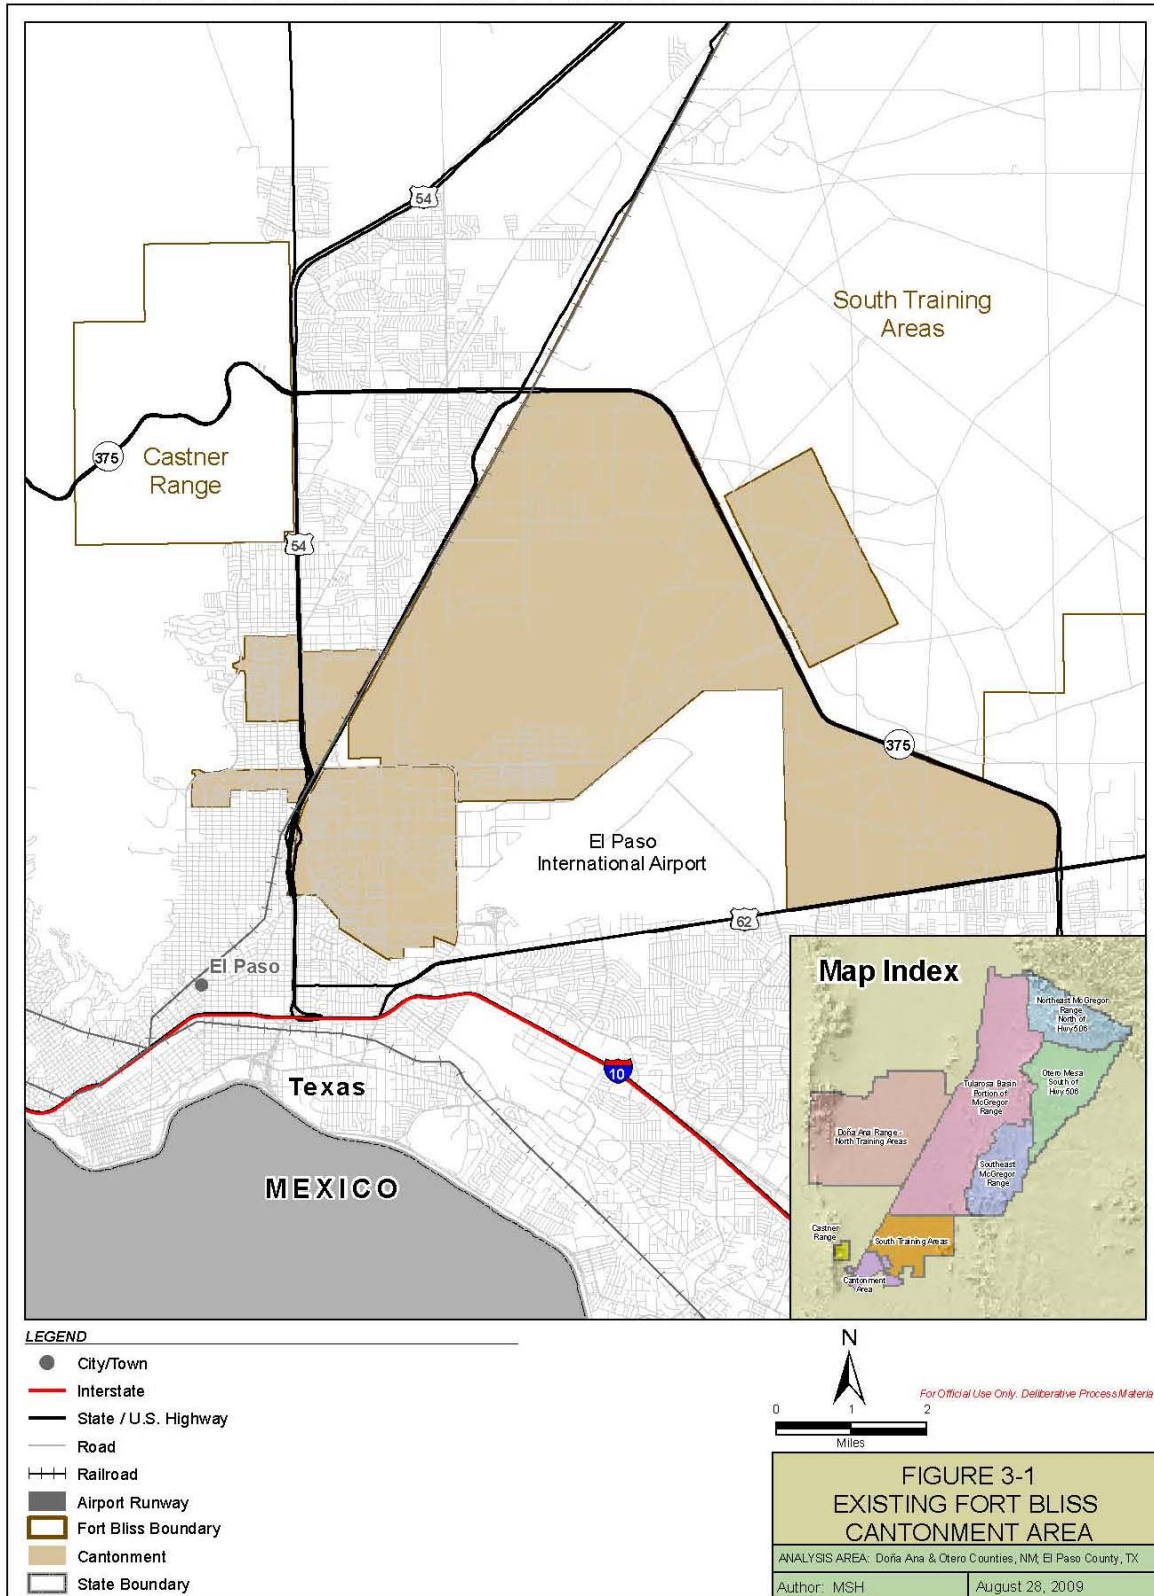 54
South Training
Areas
375
Castner
Range
54
375
El Paso
International Airport
62
El Paso
10
Texas
MEXICO
Map Index
Northeast McGregor
Range
North of
Hwy 506
Otero Mesa
South of
Hwy 506
Tularosa Basin
Portion of
McGregor
Range
Doña Ana Range -
North Training Areas
Southeast
McGregor
Range
Castner
Range
South Training Areas
Cantonment
Area
LEGEND
City/Town
Interstate
State / U.S. Highway
Road
Railroad
Airport Runway
Fort Bliss Boundary
Cantonment
State Boundary
N
For Official Use Only. Deliberative Process Materia
0 1 2
Miles
FIGURE 3-1
EXISTING FORT BLISS
CANTONMENT AREA
ANALYSIS AREA: Doña Ana & Otero Counties, NM; El Paso County, TX
Author: MSH
August 28, 2009